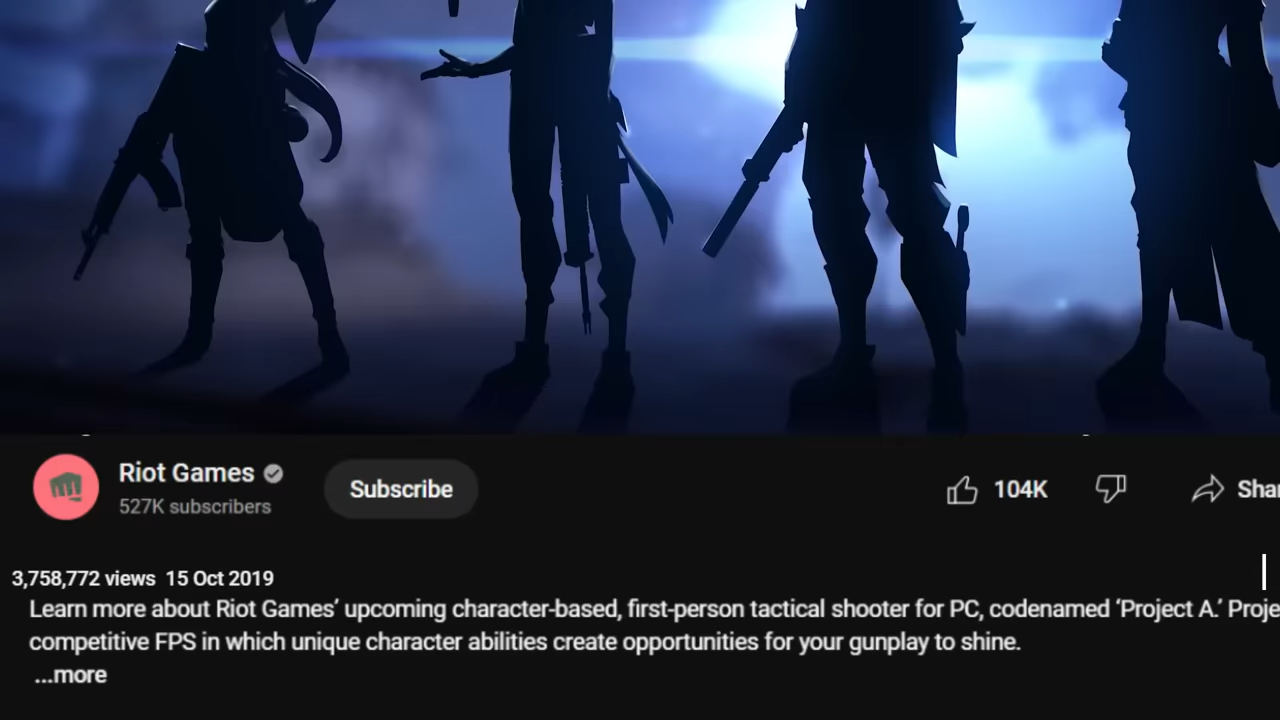 Riot Games
527K subscribers
Subscribe
104K
Shar
3,758,772 views 15 Oct 2019
Learn more about Riot Games’ upcoming character-based, first-person tactical shooter for PC, codenamed ‘Project A.’ Proje
competitive FPS in which unique character abilities create opportunities for your gunplay to shine.
...more